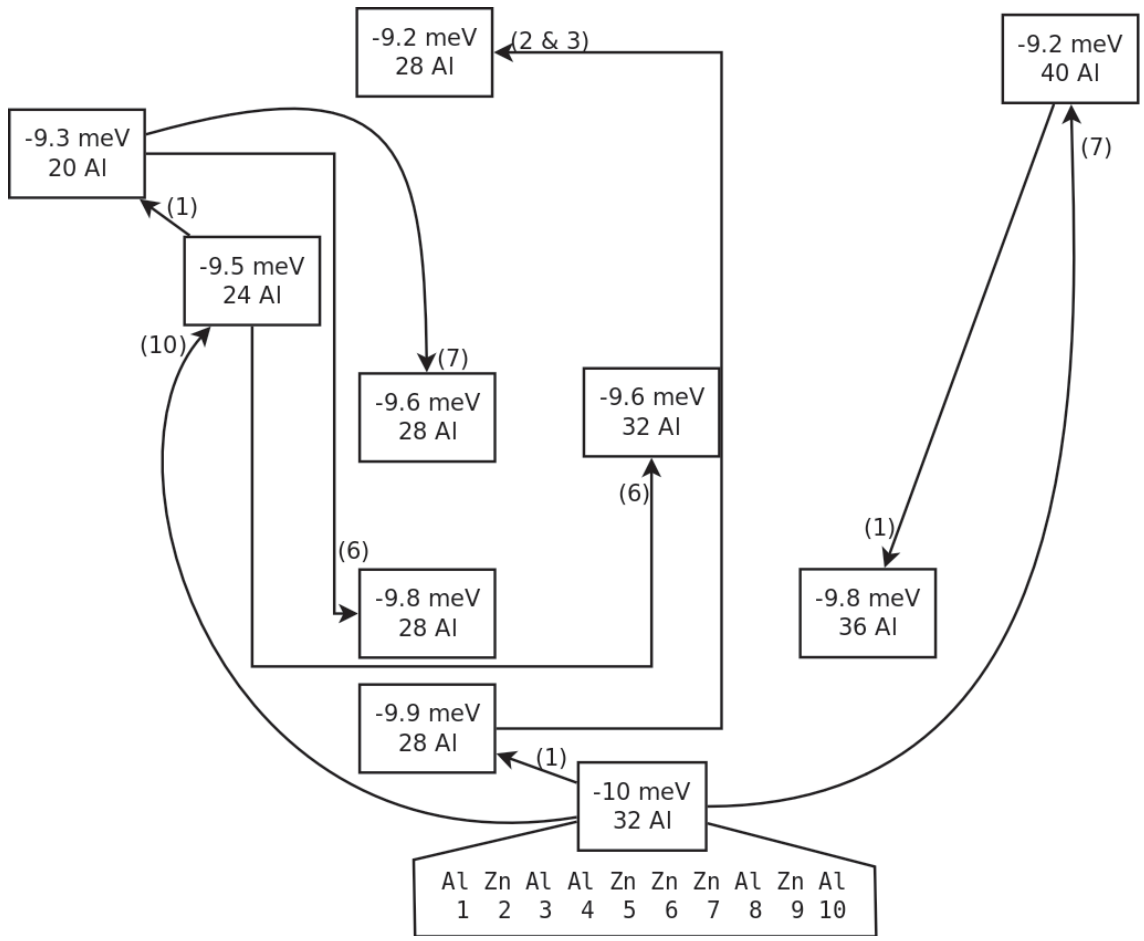 -9.2 meV
28 Al
(2 & 3)
-9.2 meV
40 Al
(7)
-9.3 meV
20 Al
(1)
-9.5 meV
24 Al
(10)
(7)
-9.6 meV
28 Al
-9.6 meV
32 Al
(6)
(1)
(6)
-9.8 meV
28 Al
-9.8 meV
36 Al
-9.9 meV
28 Al
(1)
-10 meV
32 Al
Al Zn Al Al Zn Zn Zn Al Zn Al
1 2 3 4 5 6 7 8 9 10